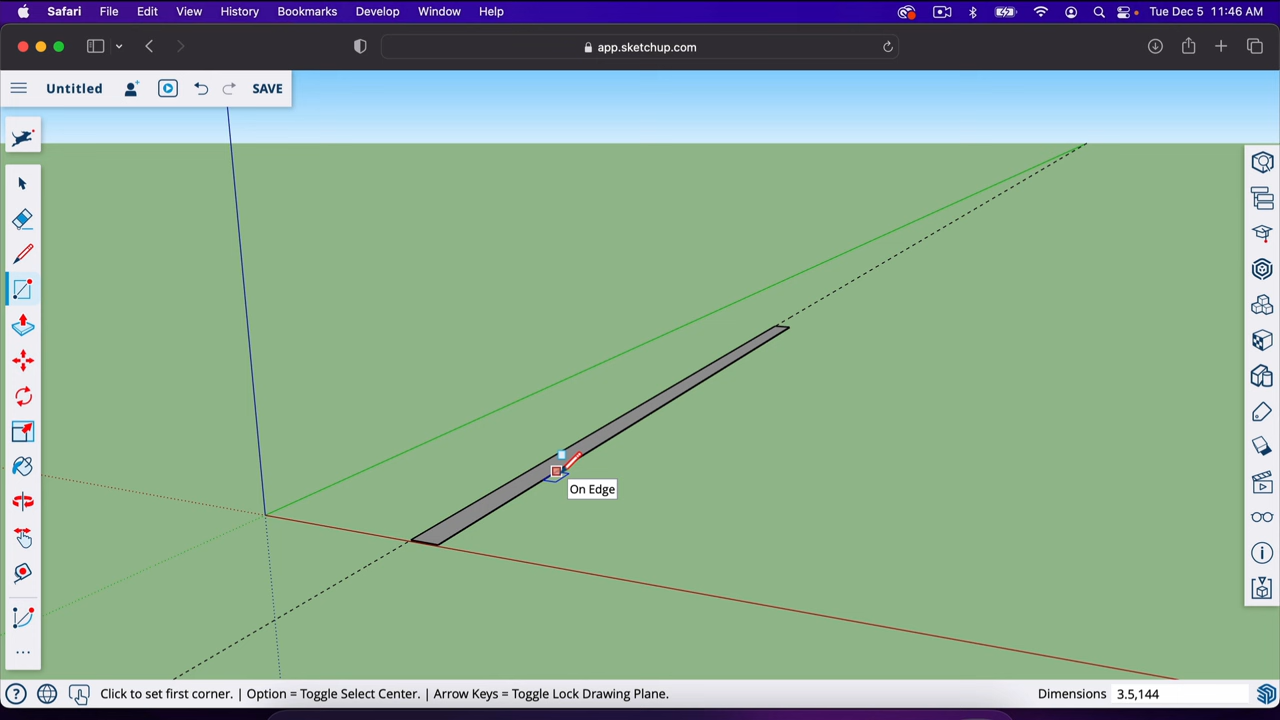 Safari File Edit View History Bookmarks Develop Window Help Tue Dec 5 11:46 AM
app.sketchup.com
Untitled SAVE
On Edge
Click to set first corner. | Option = Toggle Select Center. | Arrow Keys = Toggle Lock Drawing Plane. Dimensions 3.5,144